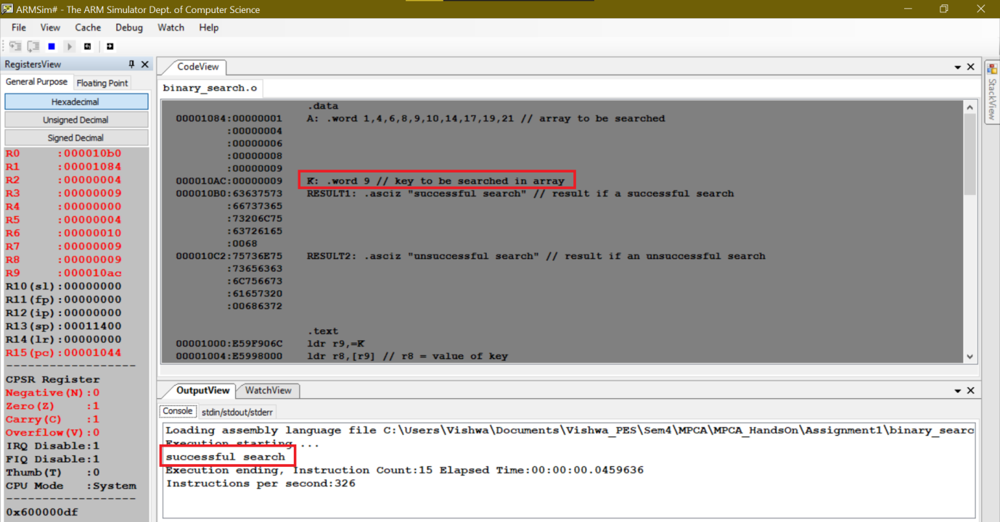 ARMSim# - The ARM Simulator Dept. of Computer Science
File View Cache Debug Watch Help
RegistersView
General Purpose Floating Point
Hexadecimal
Unsigned Decimal
Signed Decimal
R0 :000010b0
R1 :00001084
R2 :00000004
R3 :00000009
R4 :00000000
R5 :00000004
R6 :00000010
R7 :00000009
R8 :00000009
R9 :000010ac
R10(sl):00000000
R11(fp):00000000
R12(ip):00000000
R13(sp):00011400
R14(lr):00000000
R15(pc):00001044
CPSR Register
Negative(N):0
Zero(Z) :1
Carry(C) :1
Overflow(V):0
IRQ Disable:1
FIQ Disable:1
Thumb(T) :0
CPU Mode :System
0x600000df
CodeView
binary_search.o
.data
00001084:00000001 A: .word 1,4,6,8,9,10,14,17,19,21 // array to be searched
:00000004
:00000006
:00000008
:00000009
000010AC:00000009 K: .word 9 // key to be searched in array
000010B0:63637573 RESULT1: .asciz "successful search" // result if a successful search
:66737365
:73206C75
:63726165
:0068
000010C2:75736E75 RESULT2: .asciz "unsuccessful search" // result if an unsuccessful search
:73656363
:6C756673
:61657320
:00686372
.text
00001000:E59F906C ldr r9,=K
00001004:E5998000 ldr r8,[r9] // r8 = value of key
StackView
OutputView WatchView
Console stdin/stdout/stderr
Loading assembly language file C:\Users\Vishwa\Documents\Vishwa_PES\Sem4\MPCA\MPCA_HandsOn\Assignment1\binary_searc
Execution starting ...
successful search
Execution ending, Instruction Count:15 Elapsed Time:00:00:00.0459636
Instructions per second:326